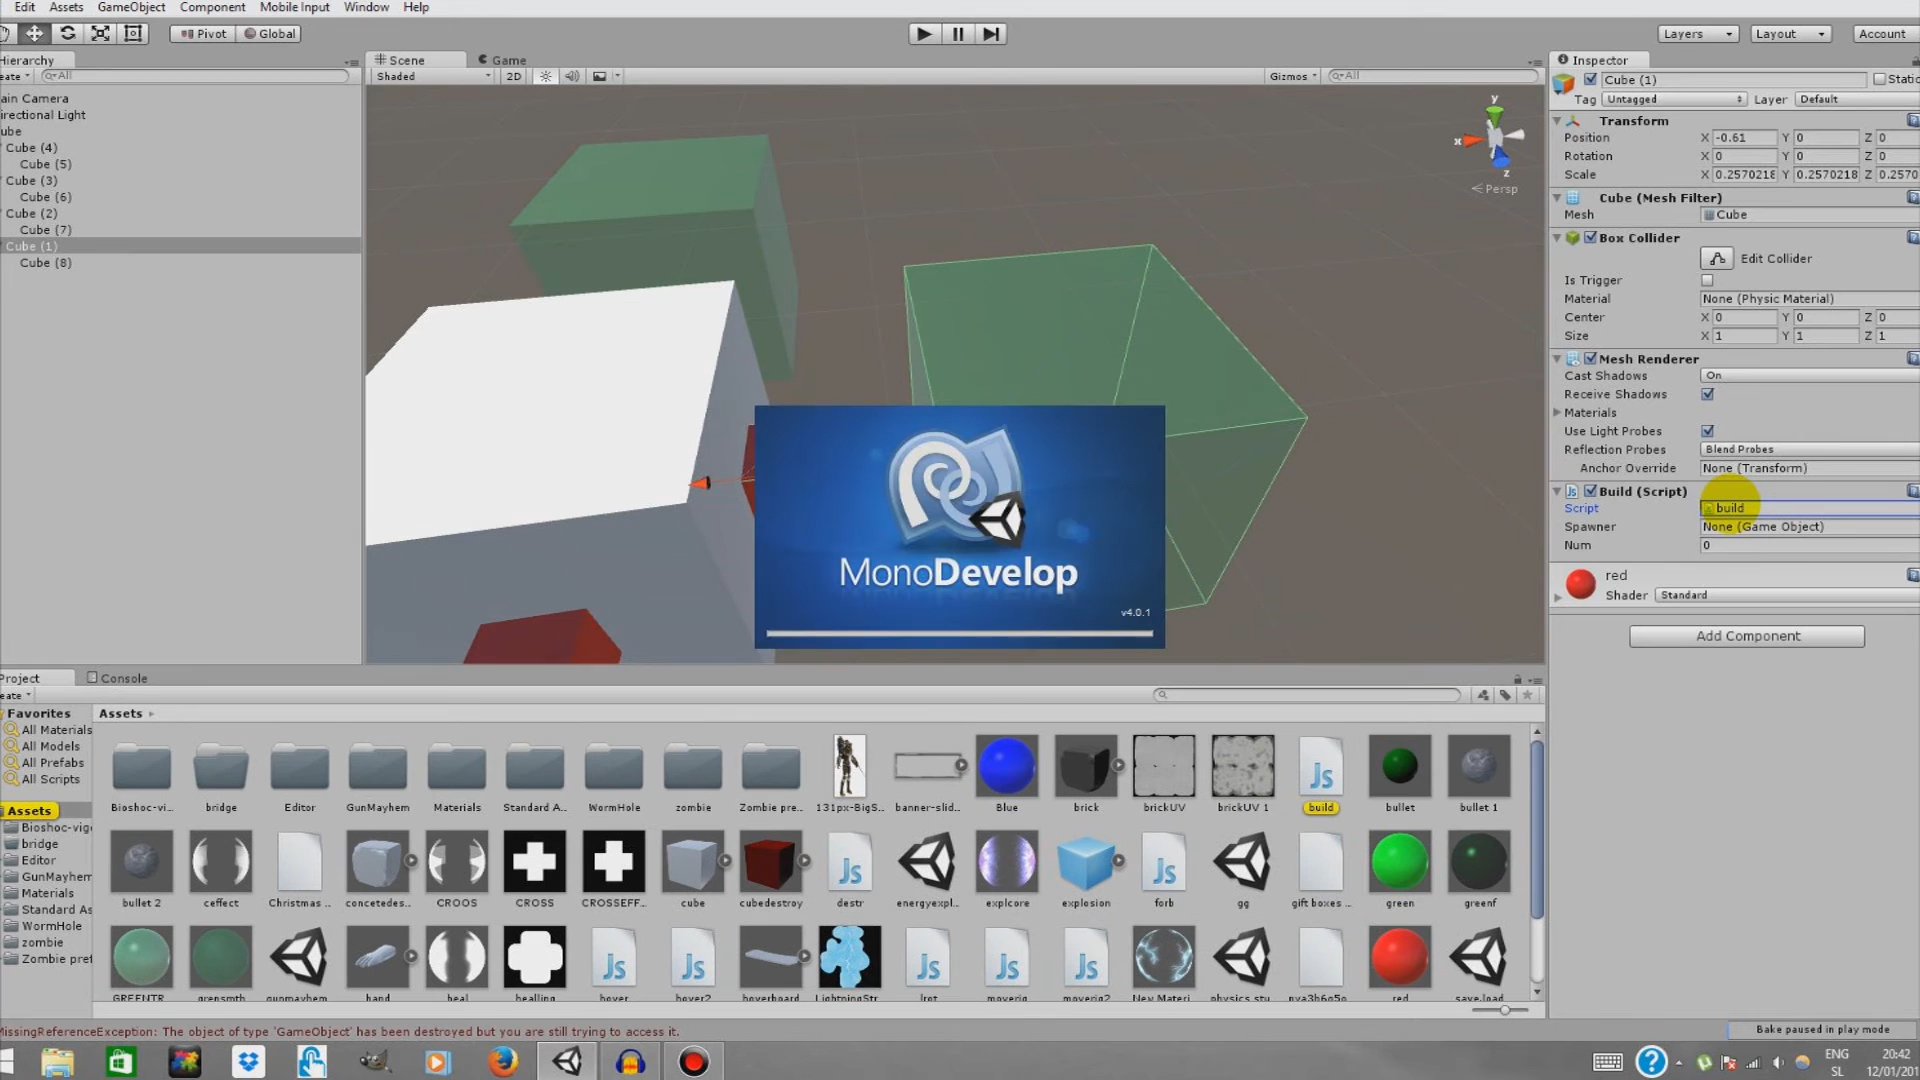 Edit Assets GameObject Component Mobile Input Window Help
Pivot Global Layers Layout Account
Hierarchy
eate All
ain Camera
irectional Light
ube
Cube (4)
Cube (5)
Cube (3)
Cube (6)
Cube (2)
Cube (7)
Cube (1)
Cube (8)
Scene Game
Shaded 2D Gizmos All
y
x
z
Persp
MonoDevelop
v4.0.1
Inspector
Cube (1) Static
Tag Untagged Layer Default
Transform
Position X -0.61 Y 0 Z 0
Rotation X 0 Y 0 Z 0
Scale X 0.2570218 Y 0.2570218 Z 0.2570
Cube (Mesh Filter)
Mesh Cube
Box Collider
Edit Collider
Is Trigger
Material None (Physic Material)
Center X 0 Y 0 Z 0
Size X 1 Y 1 Z 1
Mesh Renderer
Cast Shadows On
Receive Shadows
Materials
Use Light Probes
Reflection Probes Blend Probes
Anchor Override None (Transform)
Js Build (Script)
Script build
Spawner None (Game Object)
Num 0
red
Shader Standard
Add Component
Project Console
eate
Favorites
All Materials
All Models
All Prefabs
All Scripts
Assets
Bioshoc-vig
bridge
Editor
GunMayhem
Materials
Standard As
WormHole
zombie
Zombie pref
Assets
Bioshoc-vi... bridge Editor GunMayhem Materials Standard A.. WormHole zombie Zombie pre... 131px-BigS... banner-slid... Blue brick brickUV brickUV 1 build bullet bullet 1
bullet 2 ceffect Christmas ... concetedes... CROOS CROSS CROSSEFF... cube cubedestroy destr energyexpl... explcore explosion forb gg gift boxes ... green greenf
GREENTR grensmth gunmayhem hand heal healling hover hover2 hoverboard LightningStr lrot moverig moverig2 New Materi physics stu nya3h6g5o red save.load
MissingReferenceException: The object of type 'GameObject' has been destroyed but you are still trying to access it.
Bake paused in play mode
ENG
SL
20:42
12/01/201